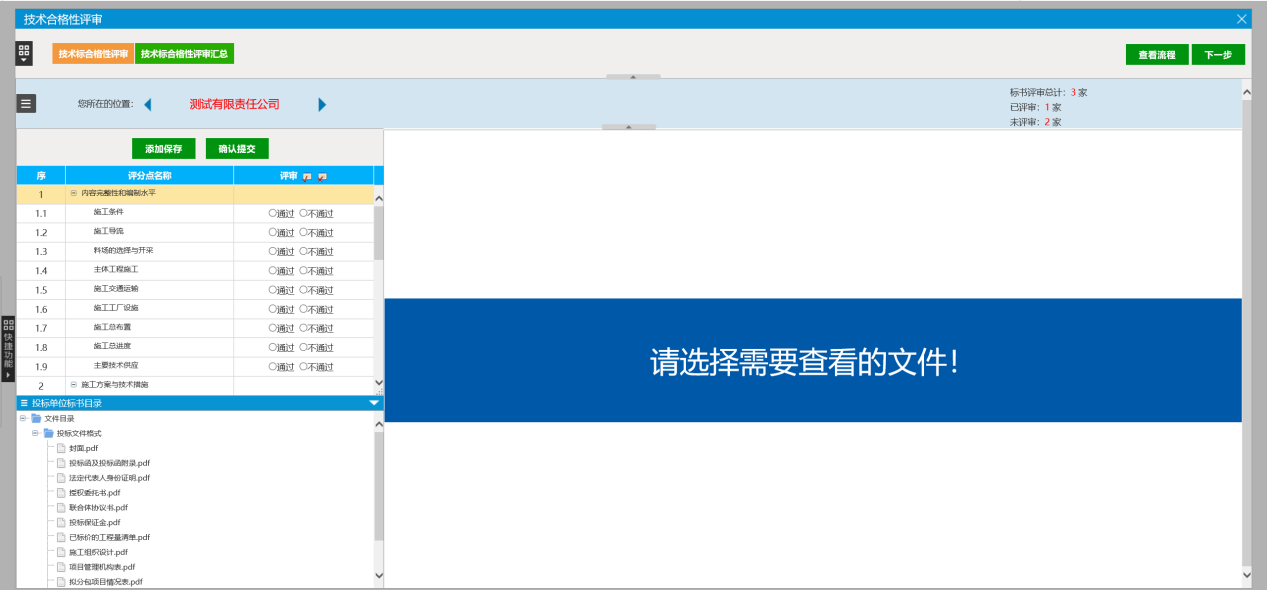 技术合格性评审
技术标合格性评审 技术标合格性评审汇总 查看流程 下一步
您所在的位置: 测试有限责任公司
标书评审总计: 3 家
已评审: 1 家
未评审: 2 家
添加保存 确认提交
序 评分点名称 评审
1 内容完整性和编制水平
1.1 施工条件 通过 不通过
1.2 施工导流 通过 不通过
1.3 料场的选择与开采 通过 不通过
1.4 主体工程施工 通过 不通过
1.5 施工交通运输 通过 不通过
1.6 施工工厂设施 通过 不通过
1.7 施工总布置 通过 不通过
1.8 施工总进度 通过 不通过
1.9 主要技术供应 通过 不通过
2 施工方案与技术措施
快捷功能
请选择需要查看的文件!
投标单位标书目录
文件目录
投标文件格式
封面.pdf
投标函及投标函附录.pdf
法定代表人身份证明.pdf
授权委托书.pdf
联合体协议书.pdf
投标保证金.pdf
已标价的工程量清单.pdf
施工组织设计.pdf
项目管理机构表.pdf
拟分包项目情况表.pdf